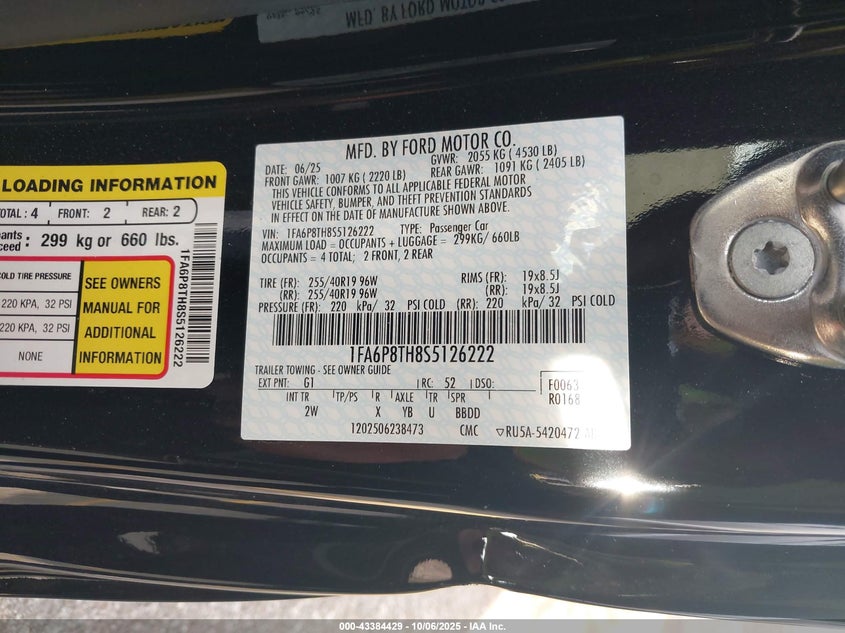 MFD. BY FORD MOTOR CO.
LOADING INFORMATION
TOTAL : 4 FRONT: 2 REAR: 2
299 kg or 660 lbs.
COLD TIRE PRESSURE
220 KPA, 32 PSI
220 KPA, 32 PSI
NONE
SEE OWNERS
MANUAL FOR
ADDITIONAL
INFORMATION
1FA6P8TH8S5126222
MFD. BY FORD MOTOR CO.
DATE: 06/25 GVWR: 2055 KG ( 4530 LB)
FRONT GAWR: 1007 KG ( 2220 LB) REAR GAWR: 1091 KG ( 2405 LB)
THIS VEHICLE CONFORMS TO ALL APPLICABLE FEDERAL MOTOR
VEHICLE SAFETY, BUMPER, AND THEFT PREVENTION STANDARDS
IN EFFECT ON THE DATE OF MANUFACTURE SHOWN ABOVE.
VIN: 1FA6P8TH8S5126222 TYPE: Passenger Car
MAXIMUM LOAD = OCCUPANTS + LUGGAGE = 299KG/ 660LB
OCCUPANTS = 4 TOTAL; 2 FRONT, 2 REAR
TIRE (FR): 255/40R19 96W RIMS (FR): 19x8.5J
(RR): 255/40R19 96W (RR): 19x8.5J
PRESSURE (FR): 220 kPa/ 32 PSI COLD (RR): 220 kPa/ 32 PSI COLD
1FA6P8TH8S5126222
TRAILER TOWING - SEE OWNER GUIDE
EXT PNT: G1 RC: 52 DSO: F0063
INT TR TP/PS R AXLE TR SPR R0168
2W X YB U BBDD
1202506238473 CMC ▽RU5A-5420472
000-43384429 - 10/06/2025 - IAA Inc.